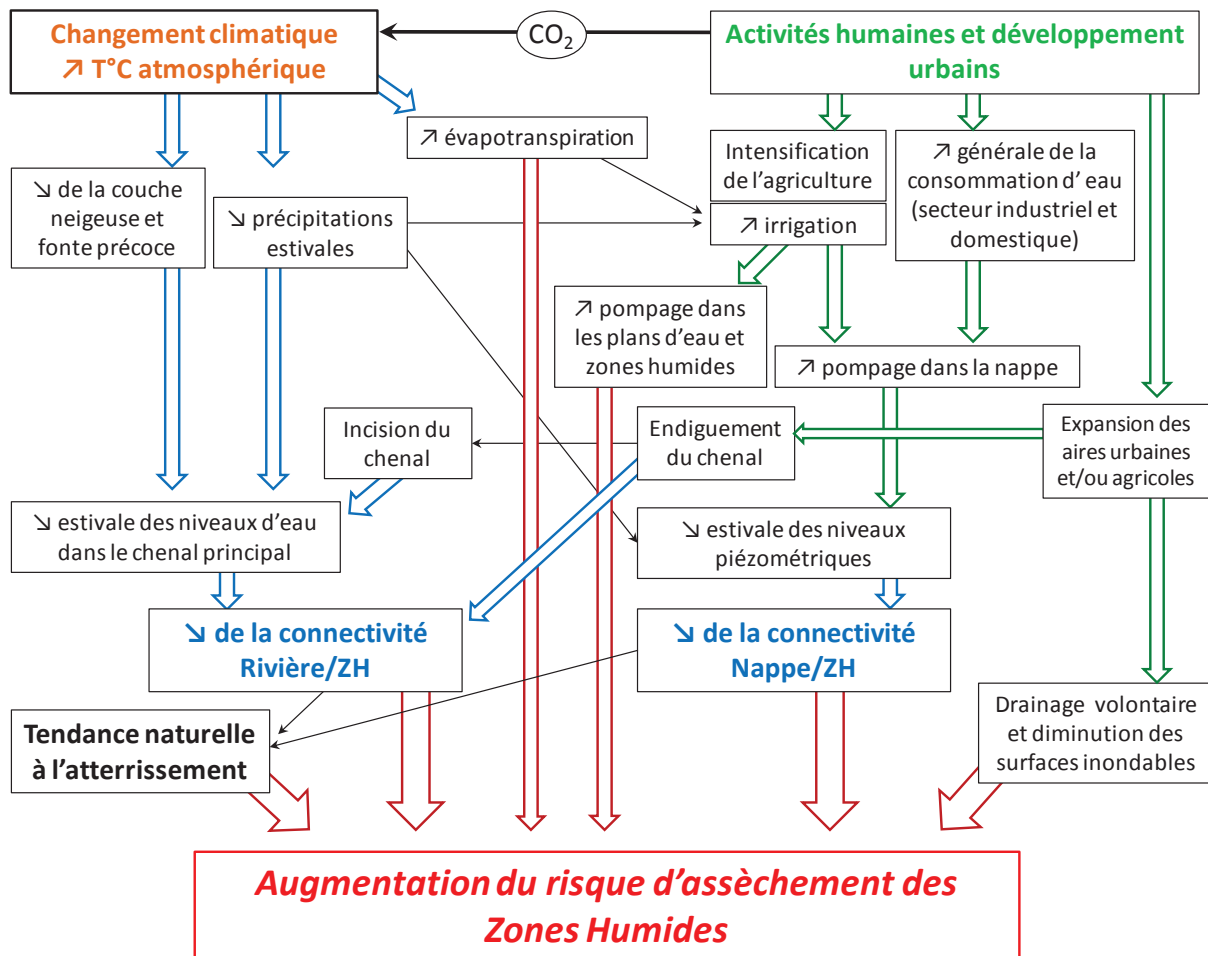 Changement climatique
↗ T°C atmosphérique
CO₂
Activités humaines et développement
urbains
↗ évapotranspiration
Intensification
de l'agriculture
↗ générale de la
consommation d' eau
(secteur industriel et
domestique)
↘ de la couche
neigeuse et
fonte précoce
↘ précipitations
estivales
↗ irrigation
↗ pompage dans
les plans d'eau et
zones humides
↗ pompage dans la nappe
Incision du
chenal
Endiguement
du chenal
Expansion des
aires urbaines
et/ou agricoles
↘ estivale des niveaux d'eau
dans le chenal principal
↘ estivale des niveaux
piézométriques
↘ de la connectivité
Rivière/ZH
↘ de la connectivité
Nappe/ZH
Tendance naturelle
à l'atterrissement
Drainage volontaire
et diminution des
surfaces inondables
Augmentation du risque d'assèchement des
Zones Humides